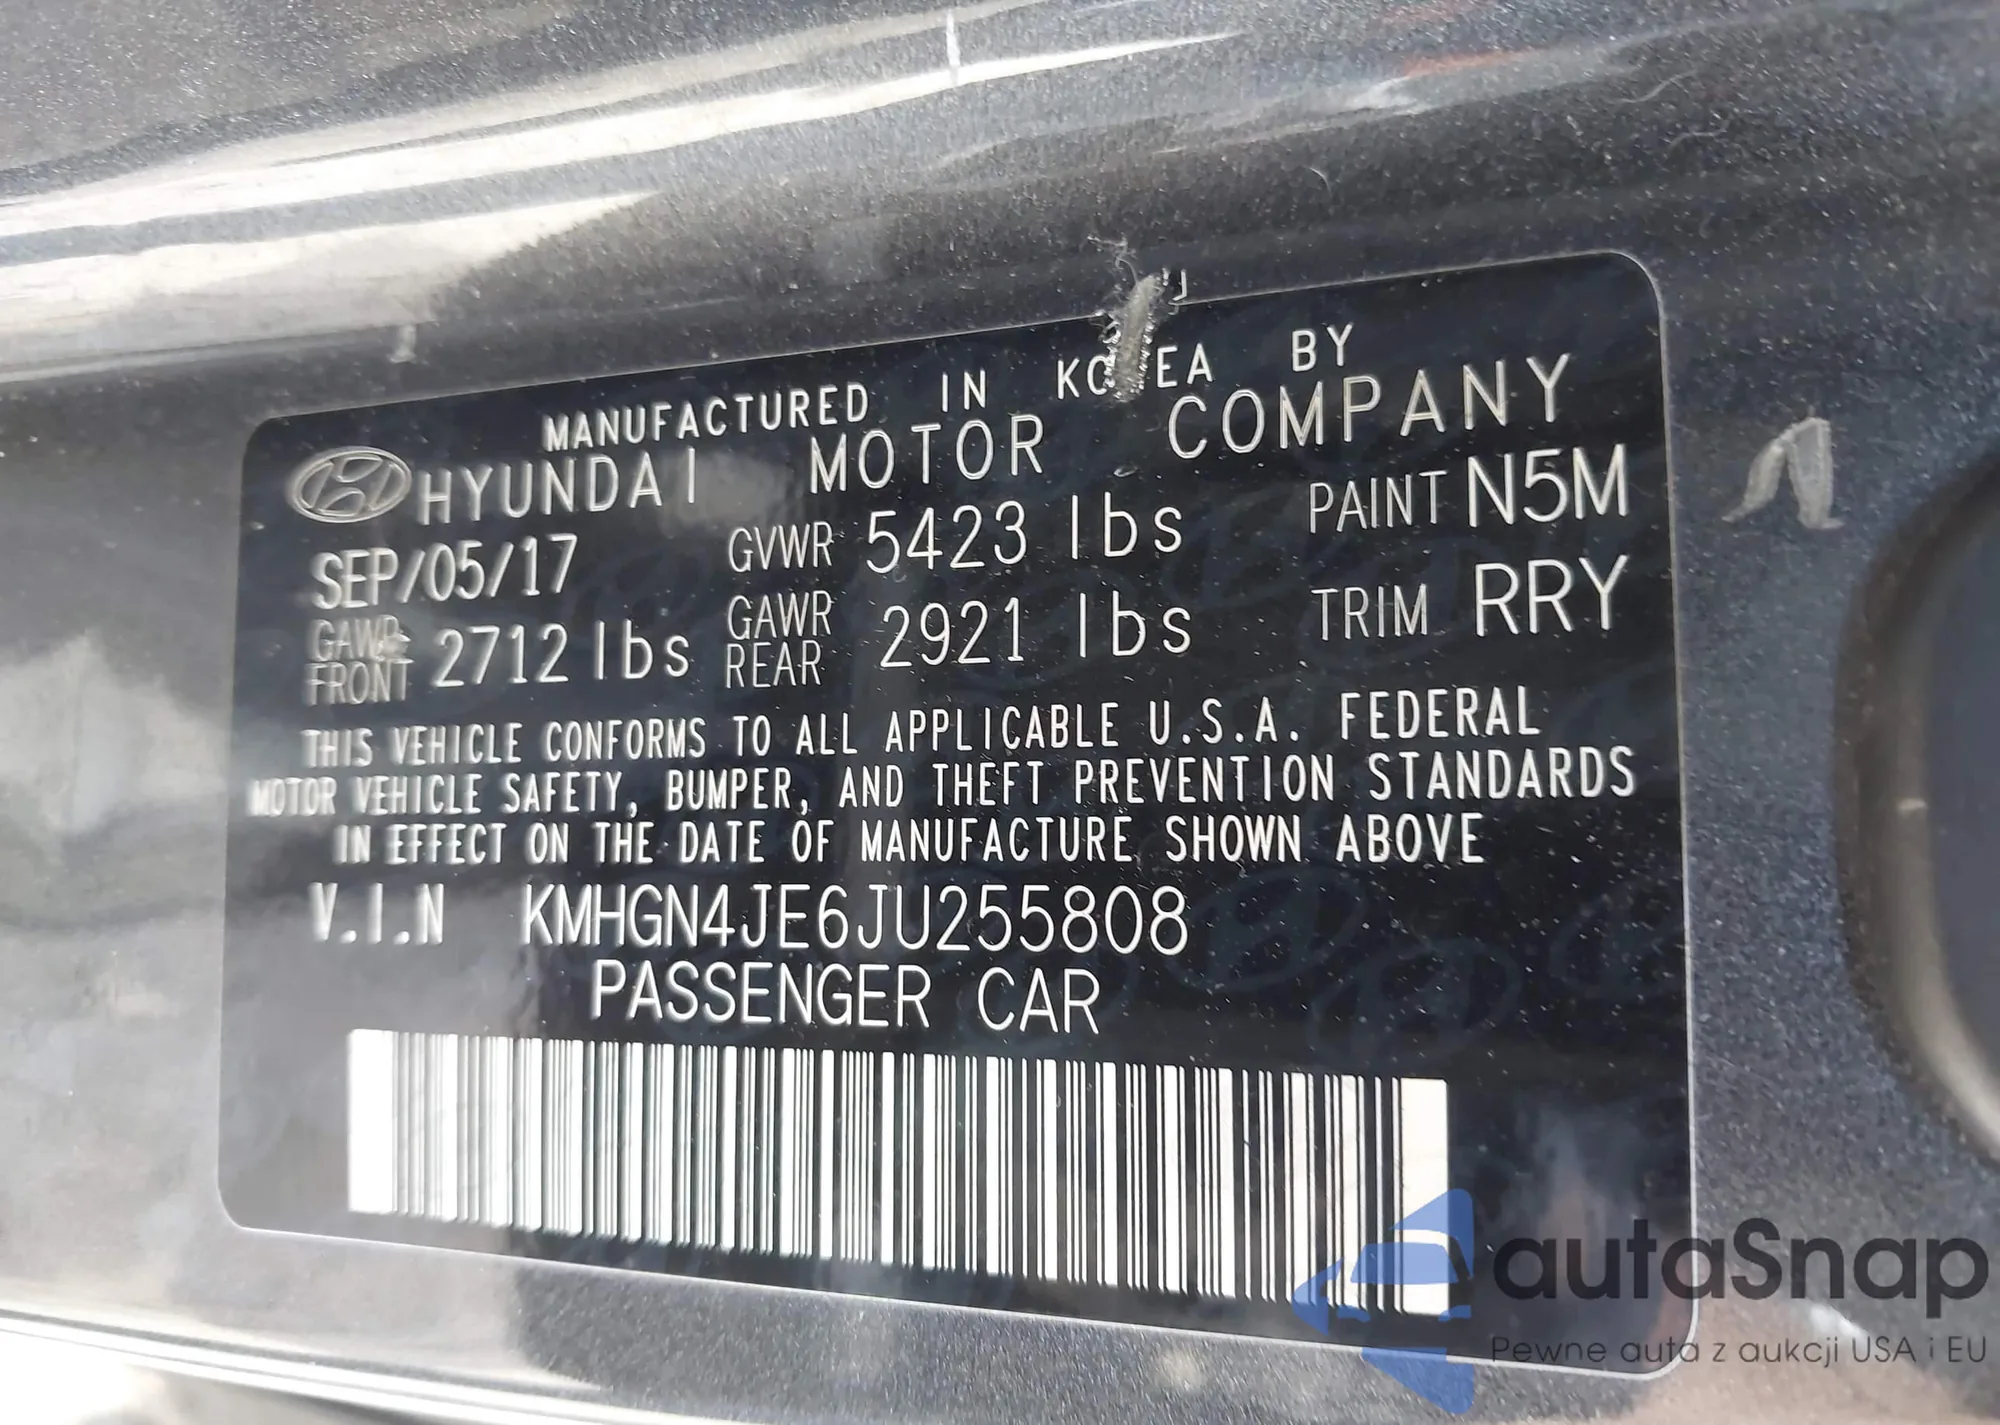 MANUFACTURED IN KOREA BY
HYUNDAI MOTOR COMPANY
SEP/05/17 GVWR 5423 lbs PAINT N5M
GAWR FRONT 2712 lbs GAWR REAR 2921 lbs TRIM RRY
THIS VEHICLE CONFORMS TO ALL APPLICABLE U.S.A. FEDERAL
MOTOR VEHICLE SAFETY, BUMPER, AND THEFT PREVENTION STANDARDS
IN EFFECT ON THE DATE OF MANUFACTURE SHOWN ABOVE
V.I.N KMHGN4JE6JU255808
PASSENGER CAR
autaSnap
Pewne auta z aukcji USA i EU